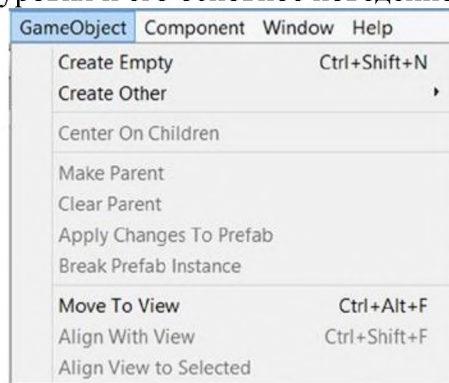 GameObject Component Window Help
Create Empty Ctrl+Shift+N
Create Other
Center On Children
Make Parent
Clear Parent
Apply Changes To Prefab
Break Prefab Instance
Move To View Ctrl+Alt+F
Align With View Ctrl+Shift+F
Align View to Selected